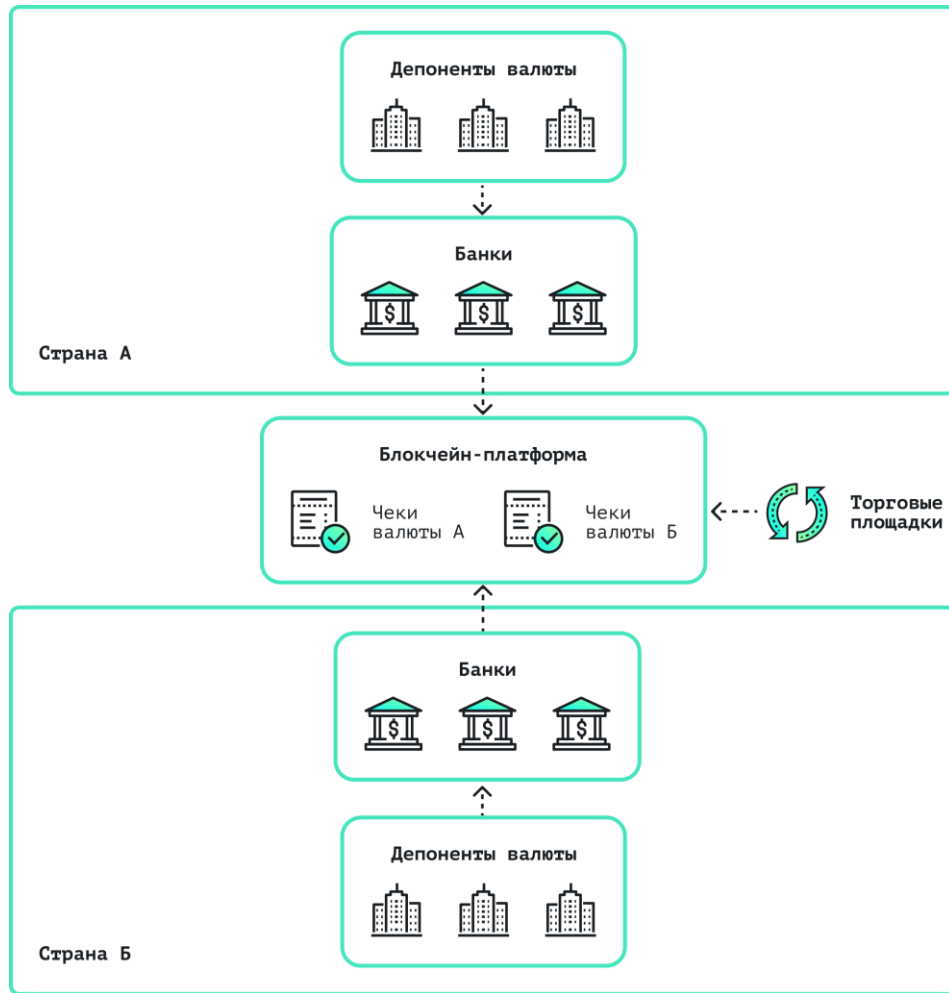 Депоненты валюты
Банки
Страна А
Блокчейн-платформа
Чеки
валюты А
Чеки
валюты Б
Торговые
площадки
Банки
Депоненты валюты
Страна Б